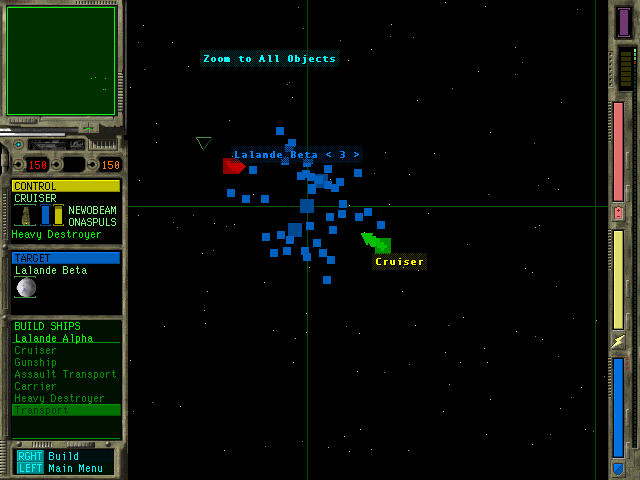 Zoom to All Objects
Lalande Beta < 3 >
Cruiser
150
150
CONTROL
CRUISER
NEWOBEAM
ONASPULS
Heavy Destroyer
TARGET
Lalande Beta
BUILD SHIPS
Lalande Alpha
Cruiser
Gunship
Assault Transport
Carrier
Heavy Destroyer
Transport
RGHT Build
LEFT Main Menu